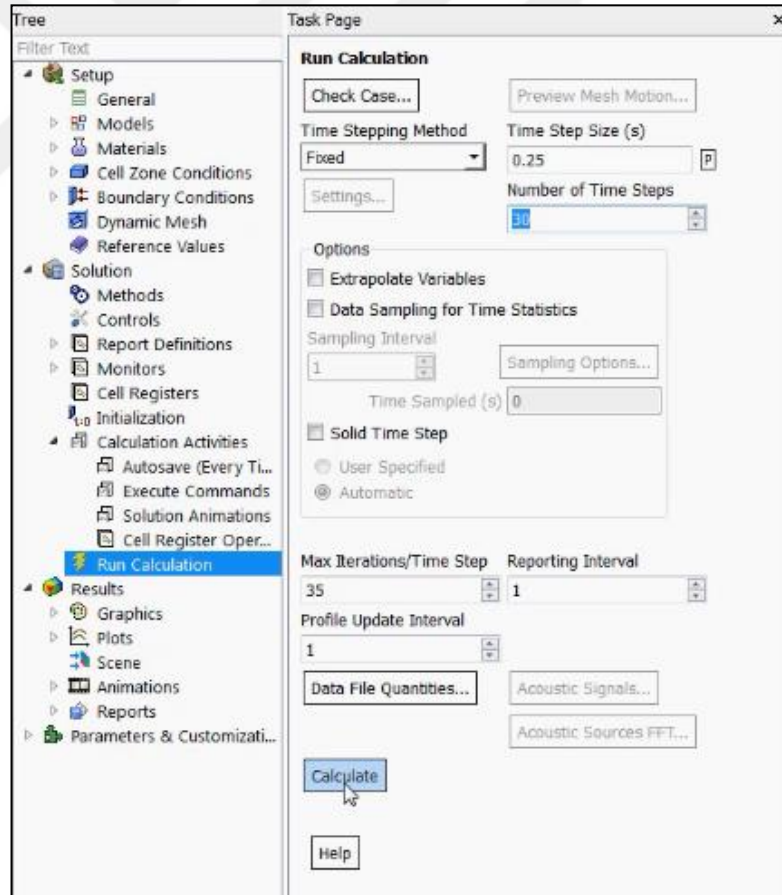 Tree
Filter Text
Setup
General
Models
Materials
Cell Zone Conditions
Boundary Conditions
Dynamic Mesh
Reference Values
Solution
Methods
Controls
Report Definitions
Monitors
Cell Registers
Initialization
Calculation Activities
Autosave (Every Ti...
Execute Commands
Solution Animations
Cell Register Oper...
Run Calculation
Results
Graphics
Plots
Scene
Animations
Reports
Parameters & Customizati...
Task Page
Run Calculation
Check Case... Preview Mesh Motion...
Time Stepping Method Time Step Size (s)
Fixed 0.25 P
Settings... Number of Time Steps
30
Options
Extrapolate Variables
Data Sampling for Time Statistics
Sampling Interval
1 Sampling Options...
Time Sampled (s) 0
Solid Time Step
User Specified
Automatic
Max Iterations/Time Step Reporting Interval
35 1
Profile Update Interval
1
Data File Quantities... Acoustic Signals...
Acoustic Sources FFT...
Calculate
Help